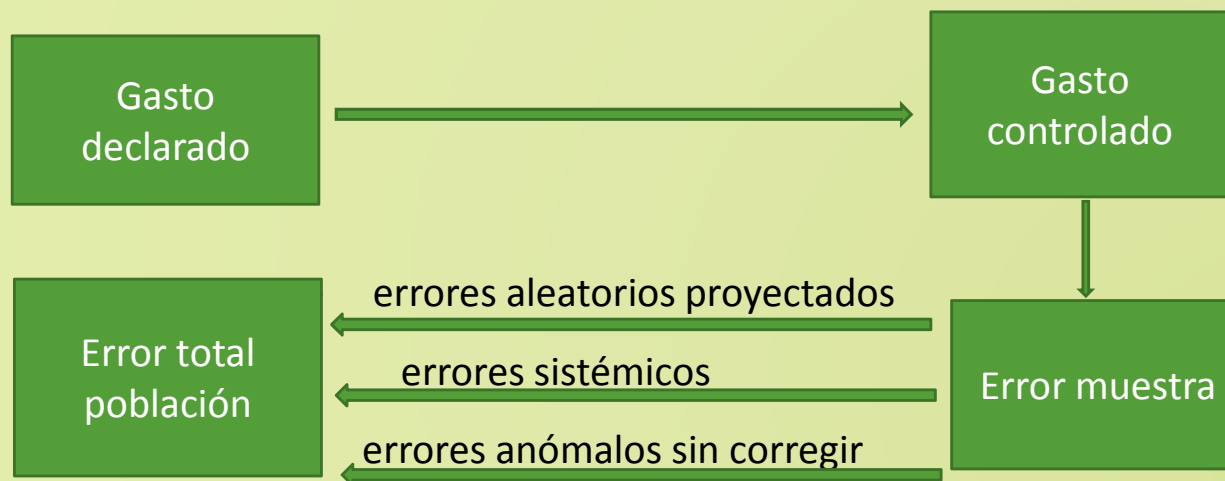 Gasto
declarado
Gasto
controlado
errores aleatorios proyectados
Error total
población
errores sistémicos
Error muestra
errores anómalos sin corregir